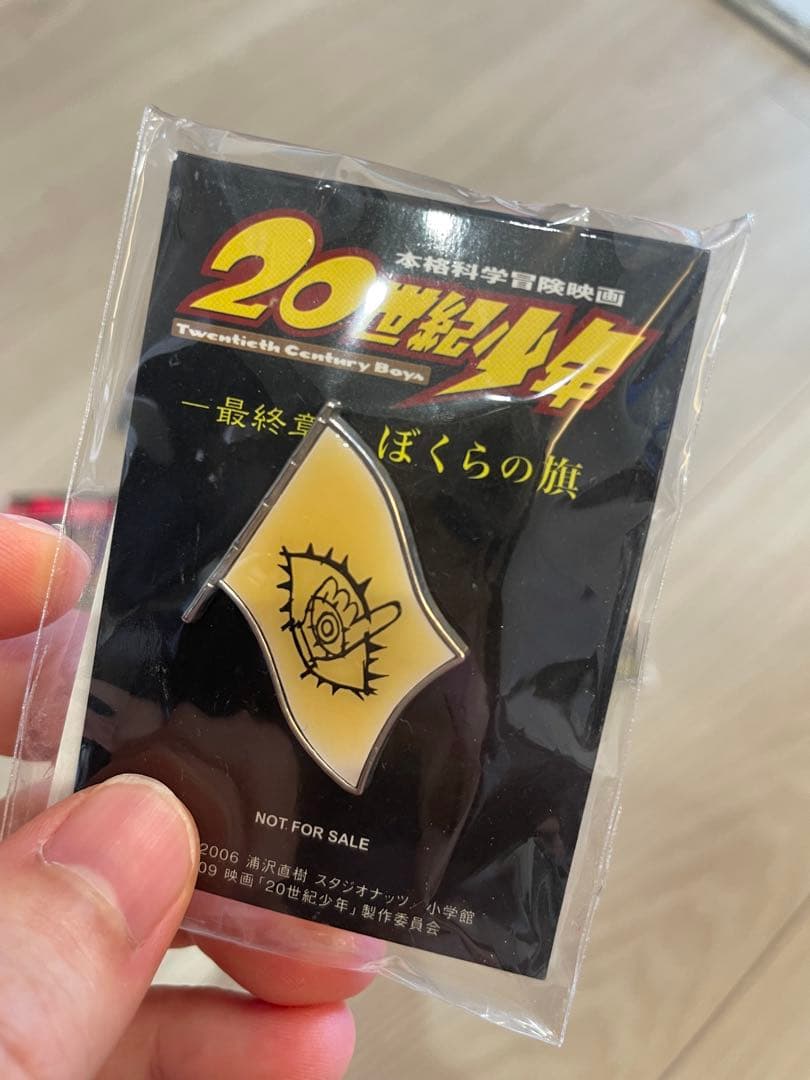 本格科学冒険映画
20世紀少年
Twentieth Century Boys
―最終章 ぼくらの旗
NOT FOR SALE
2006 浦沢直樹 スタジオナッツ/小学館
09 映画「20世紀少年」製作委員会